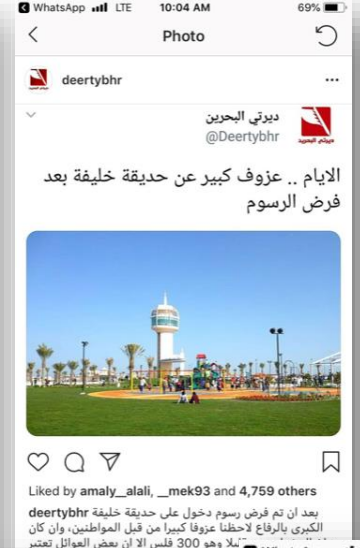 WhatsApp LTE 10:04 AM 69%
Photo
deertybhr
ديرتي البحرين
@Deertybhr
الايام .. عزوف كبير عن حديقة خليفة بعد
فرض الرسوم
Liked by amaly__alali, __mek93 and 4,759 others
deertybhr بعد ان تم فرض رسوم دخول على حديقة خليفة
الكبرى بالرفاع لاحظنا عزوفا كبيرا من قبل المواطنين، وان كان
وهو 300 فلس الا ان بعض العوائل تعتبر